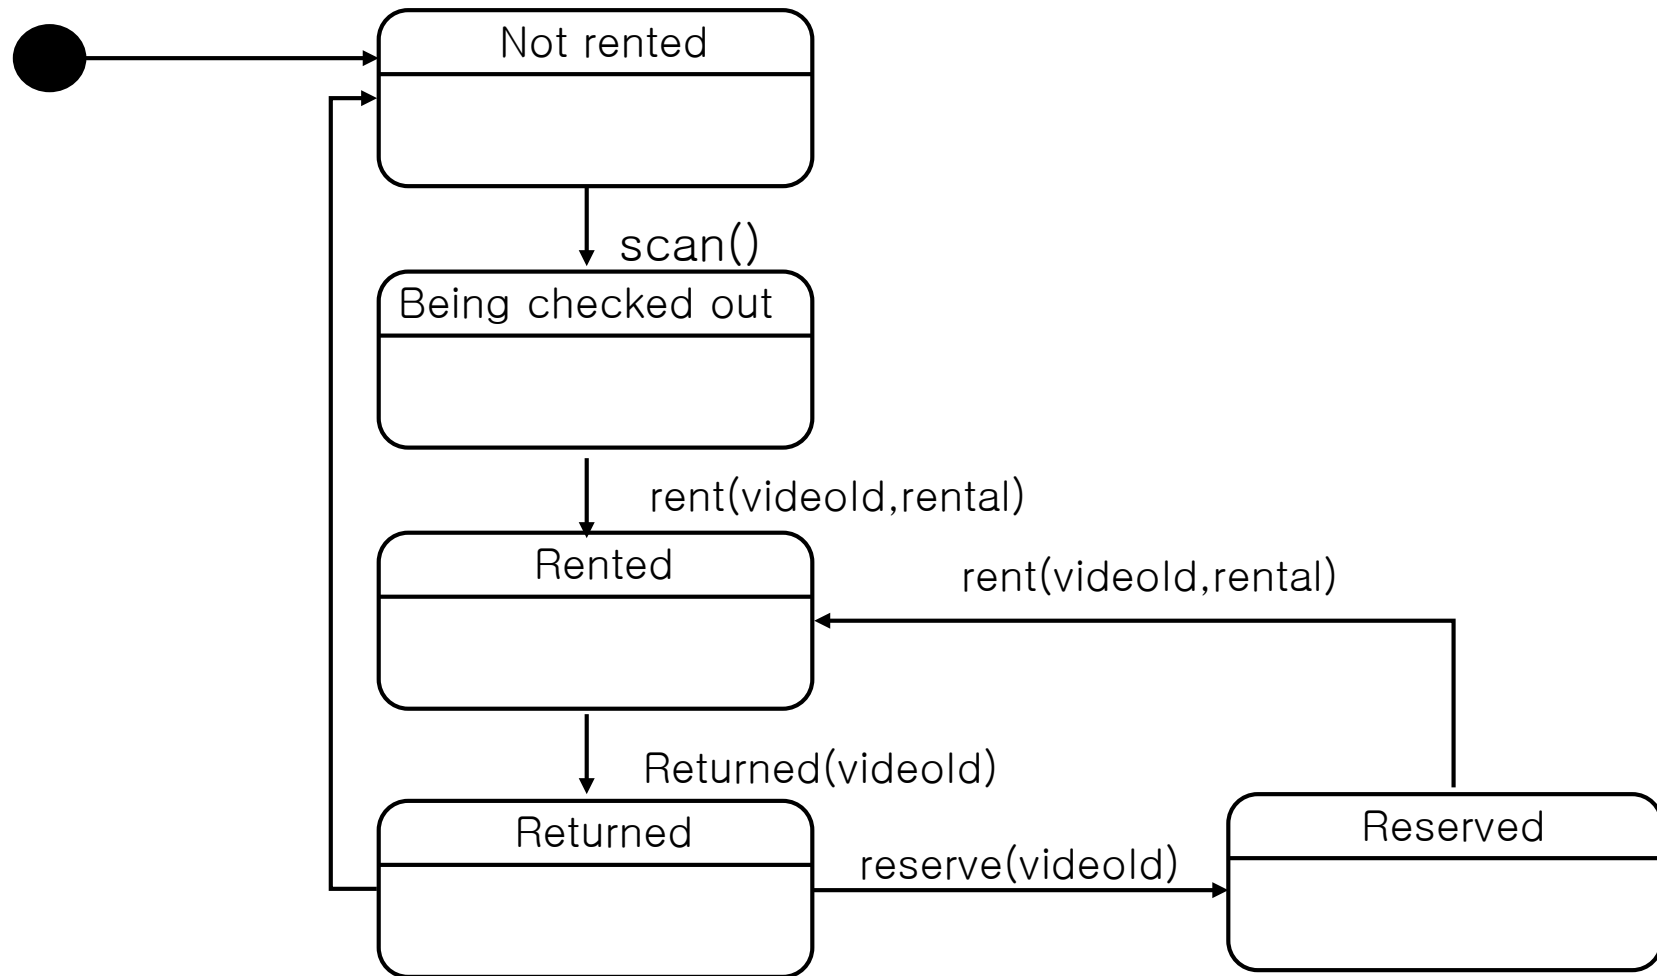 Not rented
scan()
Being checked out
rent(videoId,rental)
Rented
rent(videoId,rental)
Returned(videoId)
Returned
reserve(videoId)
Reserved